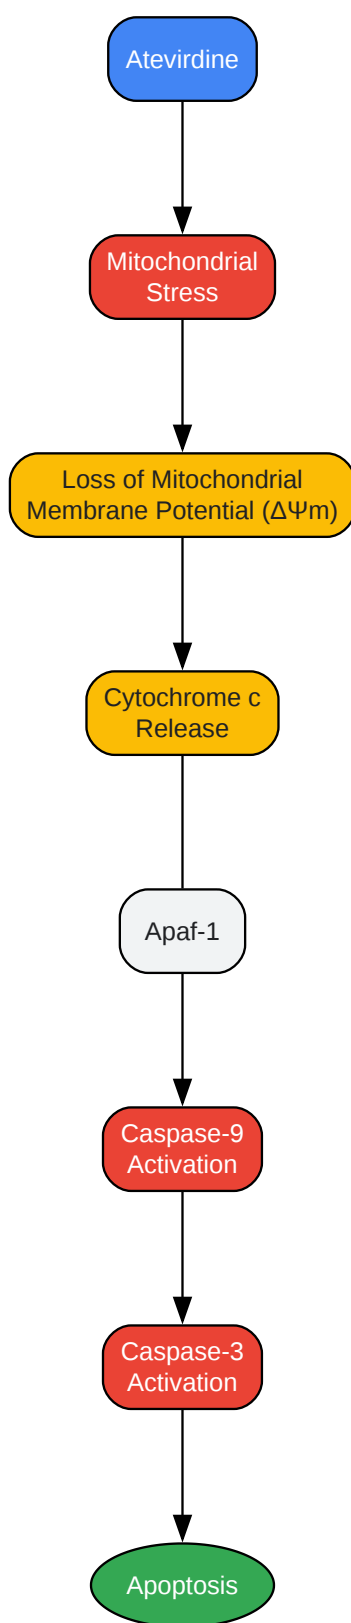 Atevirdine
Mitochondrial
Stress
Loss of Mitochondrial
Membrane Potential (ΔΨm)
Cytochrome c
Release
Apaf-1
Caspase-9
Activation
Caspase-3
Activation
Apoptosis